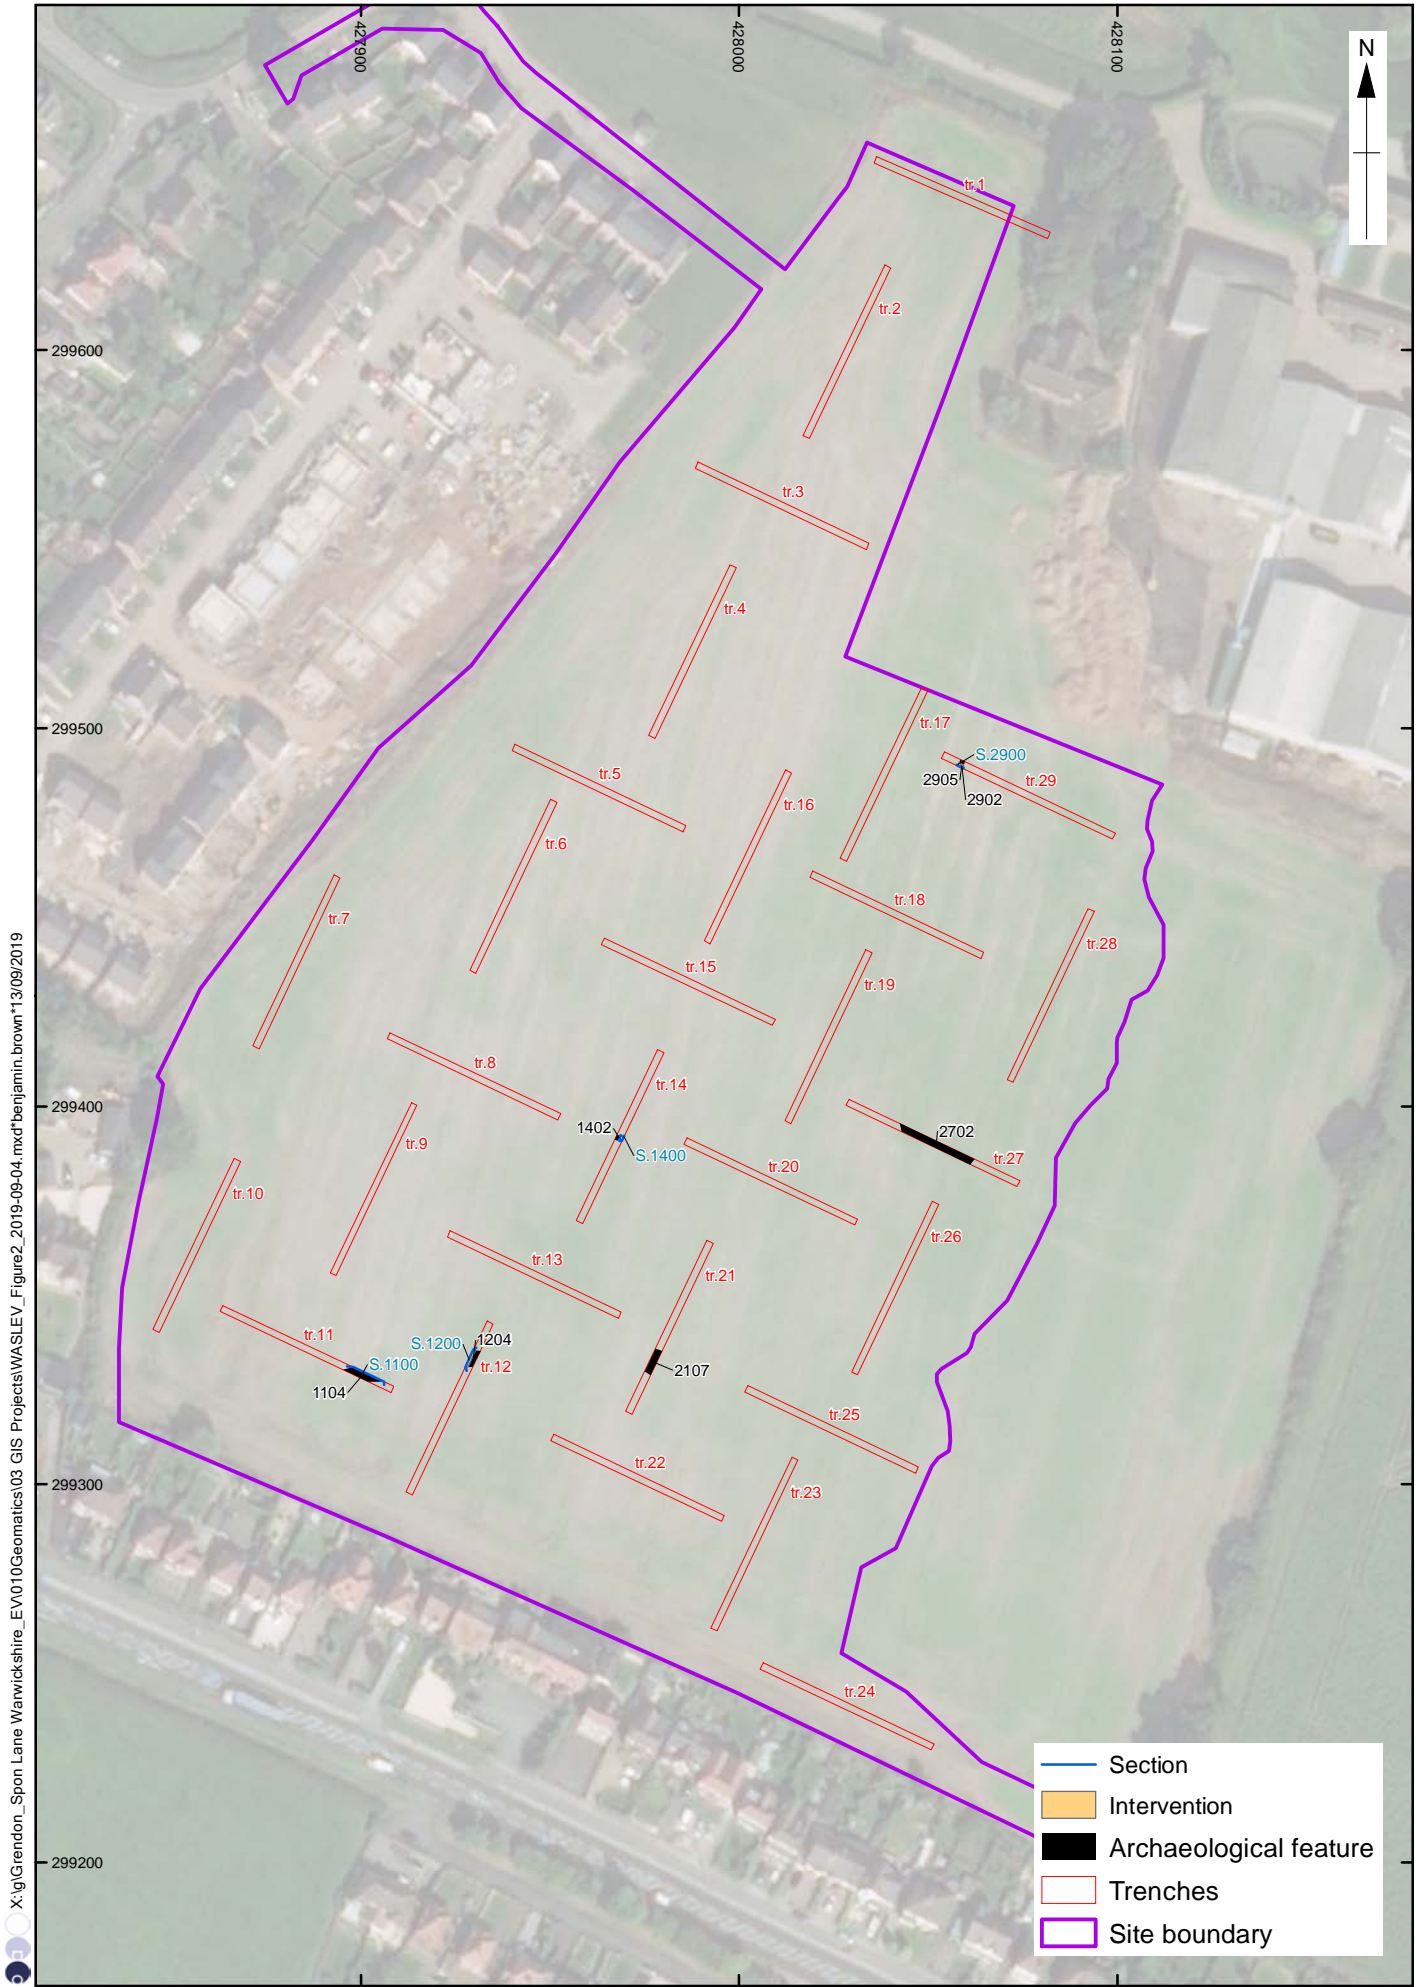 427900
428000
428100
N
tr.1
tr.2
299600
tr.3
tr.4
tr.17
299500
S.2900
tr.5
2905
tr.29
2902
tr.16
tr.6
tr.18
tr.7
tr.28
tr.15
tr.19
tr.8
tr.14
299400
1402
2702
tr.9
S.1400
tr.20
tr.27
tr.10
tr.26
tr.13
tr.21
tr.11
S.1200
1204
S.1100
tr.12
2107
1104
tr.25
tr.22
299300
tr.23
tr.24
Section
Intervention
Archaeological feature
299200
Trenches
Site boundary
X:\g\Grendon_Spon Lane Warwickshire_EV\010Geomatics\03 GIS Projects\WASLEV_Figure2_2019-09-04.mxd*benjamin.brown*13/09/2019